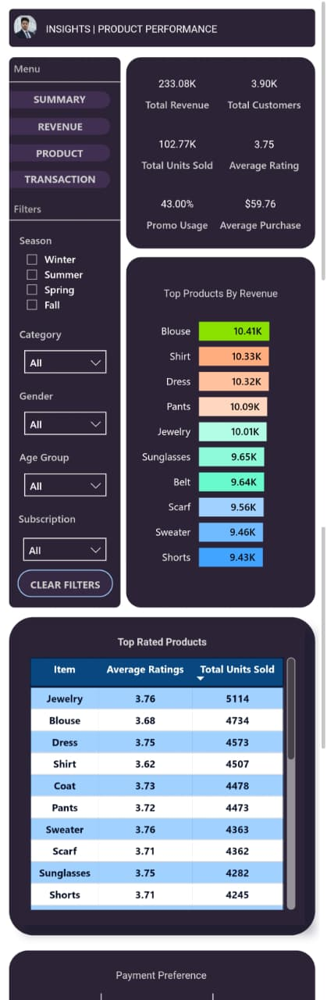 INSIGHTS | PRODUCT PERFORMANCE
Menu
SUMMARY
REVENUE
PRODUCT
TRANSACTION
Filters
Season
Winter
Summer
Spring
Fall
Category
All
Gender
All
Age Group
All
Subscription
All
CLEAR FILTERS
233.08K 3.90K
Total Revenue Total Customers
102.77K 3.75
Total Units Sold Average Rating
43.00% $59.76
Promo Usage Average Purchase
Top Products By Revenue
Blouse 10.41K
Shirt 10.33K
Dress 10.32K
Pants 10.09K
Jewelry 10.01K
Sunglasses 9.65K
Belt 9.64K
Scarf 9.56K
Sweater 9.46K
Shorts 9.43K
Top Rated Products
Item Average Ratings Total Units Sold
Jewelry 3.76 5114
Blouse 3.68 4734
Dress 3.75 4573
Shirt 3.62 4507
Coat 3.73 4478
Pants 3.72 4473
Sweater 3.76 4363
Scarf 3.71 4362
Sunglasses 3.75 4282
Shorts 3.71 4245
Payment Preference